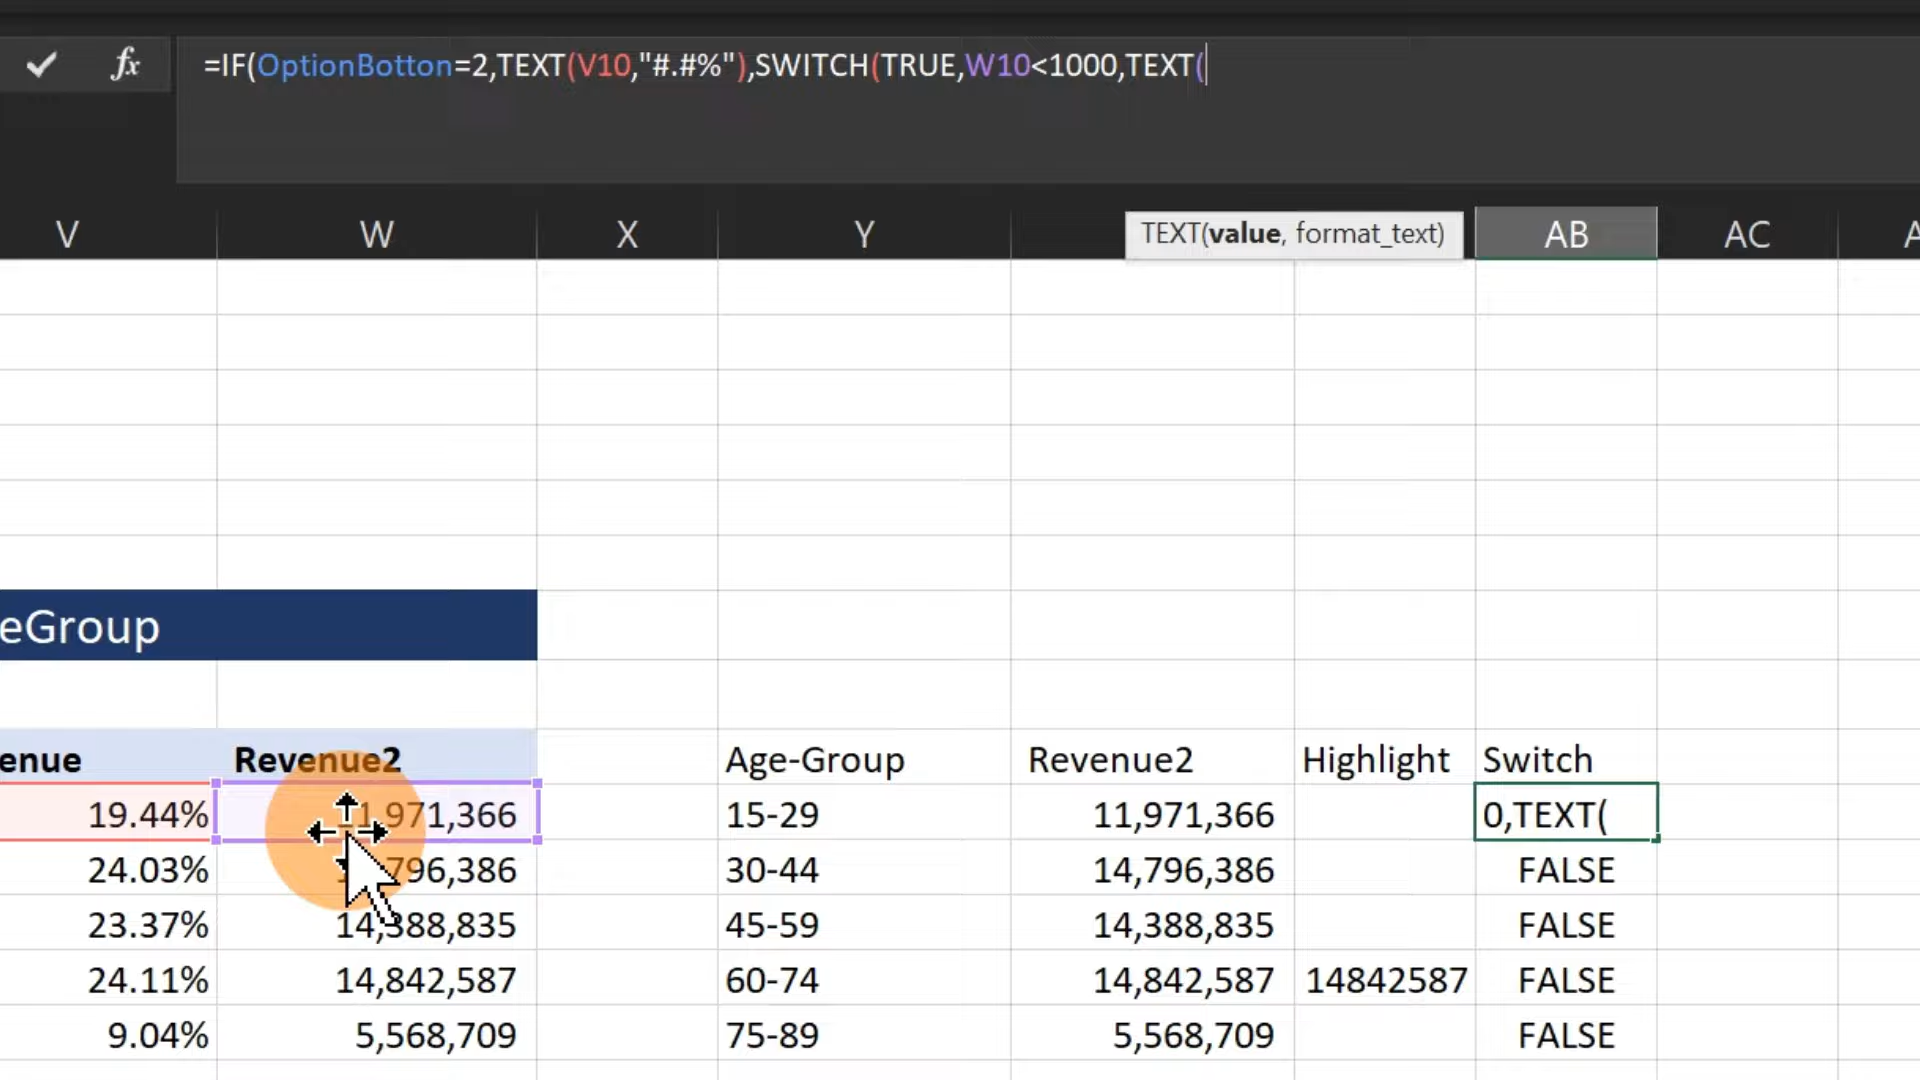 fx =IF(OptionBotton=2,TEXT(V10,"#.#%"),SWITCH(TRUE,W10<1000,TEXT(
TEXT(value, format_text)
V W X Y AB AC
eGroup
enue Revenue2 Age-Group Revenue2 Highlight Switch
19.44% 971,366 15-29 11,971,366 0,TEXT(
24.03% 796,386 30-44 14,796,386 FALSE
23.37% 14,388,835 45-59 14,388,835 FALSE
24.11% 14,842,587 60-74 14,842,587 14842587 FALSE
9.04% 5,568,709 75-89 5,568,709 FALSE